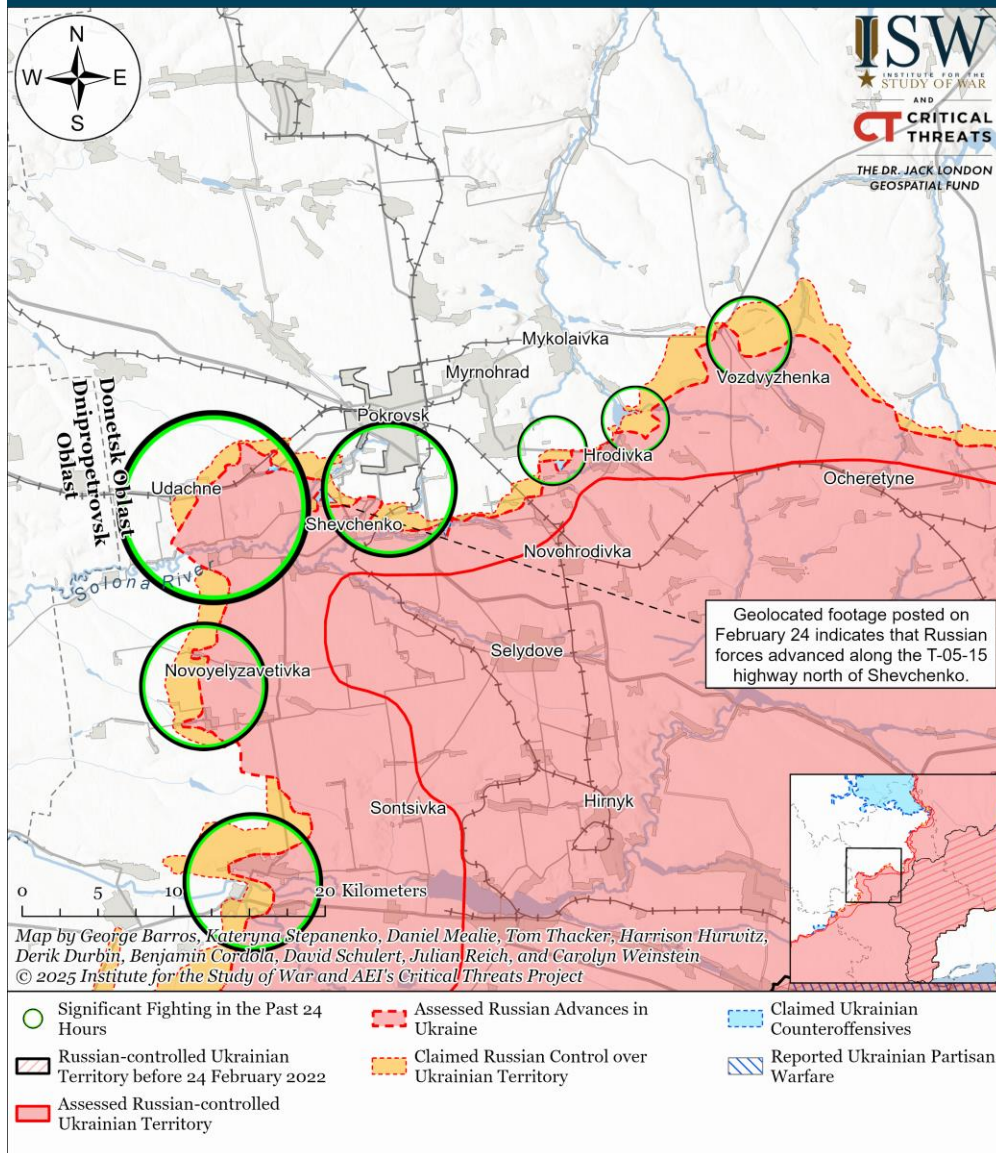 N
W
E
S
ISW
INSTITUTE FOR THE
STUDY OF WAR
AND
CT CRITICAL
THREATS
THE DR. JACK LONDON
GEOSPATIAL FUND
Mykolaivka
Myrnohrad
Vozdvyzhenka
Pokrovsk
Donetsk Oblast
Dnipropetrovsk
Oblast
Hrodivka
Udachne
Ocheretyne
Shevchenko
Novohrodivka
Solona River
Geolocated footage posted on
February 24 indicates that Russian
forces advanced along the T-05-15
highway north of Shevchenko.
Selydove
Novoyelyzavetivka
Sontsivka
Hirnyk
0 5 10 20 Kilometers
Map by George Barros, Kateryna Stepanenko, Daniel Mealie, Tom Thacker, Harrison Hurwitz,
Derik Durbin, Benjamin Cordola, David Schulert, Julian Reich, and Carolyn Weinstein
© 2025 Institute for the Study of War and AEI's Critical Threats Project
Significant Fighting in the Past 24
Hours
Russian-controlled Ukrainian
Territory before 24 February 2022
Assessed Russian-controlled
Ukrainian Territory
Assessed Russian Advances in
Ukraine
Claimed Russian Control over
Ukrainian Territory
Claimed Ukrainian
Counteroffensives
Reported Ukrainian Partisan
Warfare